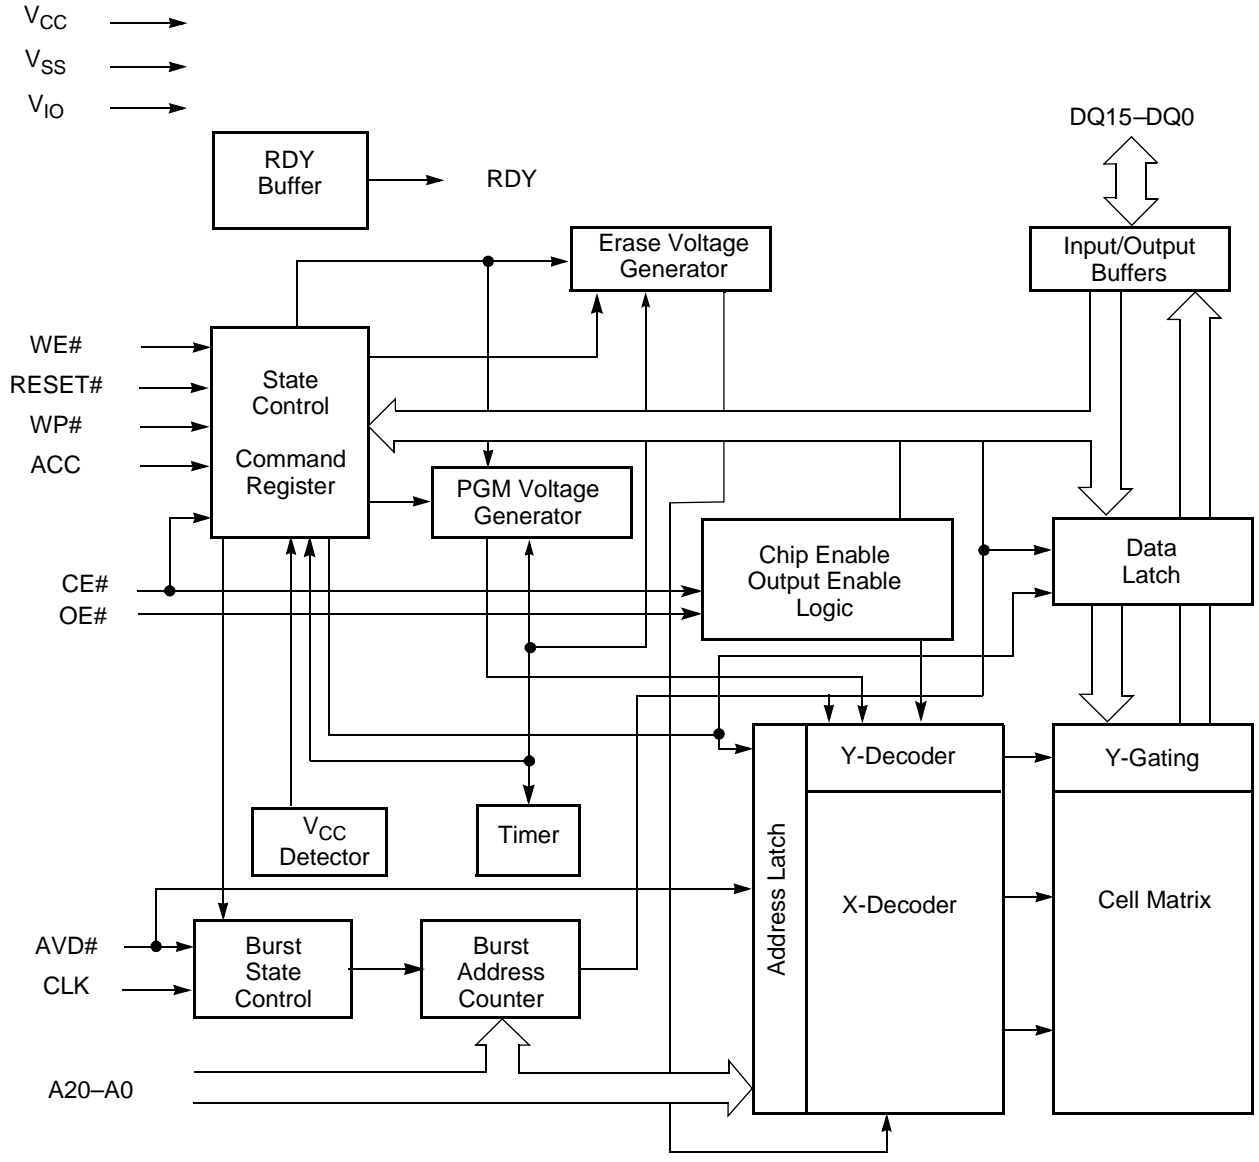 VCC
VSS
VIO
DQ15–DQ0
RDY
Buffer
RDY
Erase Voltage
Generator
Input/Output
Buffers
WE#
RESET#
WP#
ACC
CE#
OE#
State
Control
Command
Register
PGM Voltage
Generator
Chip Enable
Output Enable
Logic
Data
Latch
VCC
Detector
Timer
Address Latch
Y-Decoder
X-Decoder
Y-Gating
Cell Matrix
AVD#
CLK
Burst
State
Control
Burst
Address
Counter
A20–A0